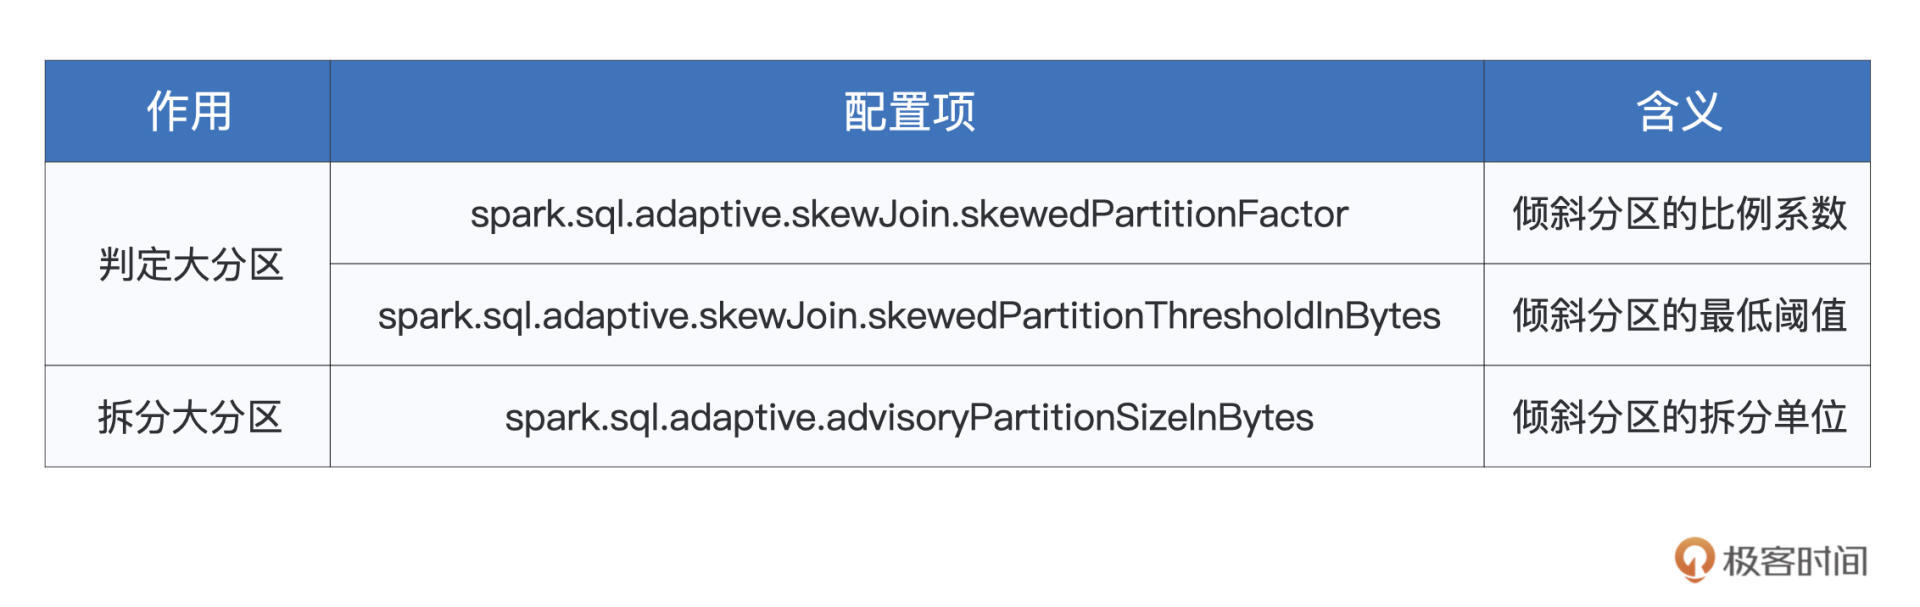 作用 配置项 含义
判定大分区
spark.sql.adaptive.skewJoin.skewedPartitionFactor 倾斜分区的比例系数
spark.sql.adaptive.skewJoin.skewedPartitionThresholdInBytes 倾斜分区的最低阈值
拆分大分区 spark.sql.adaptive.advisoryPartitionSizeInBytes 倾斜分区的拆分单位
极客时间